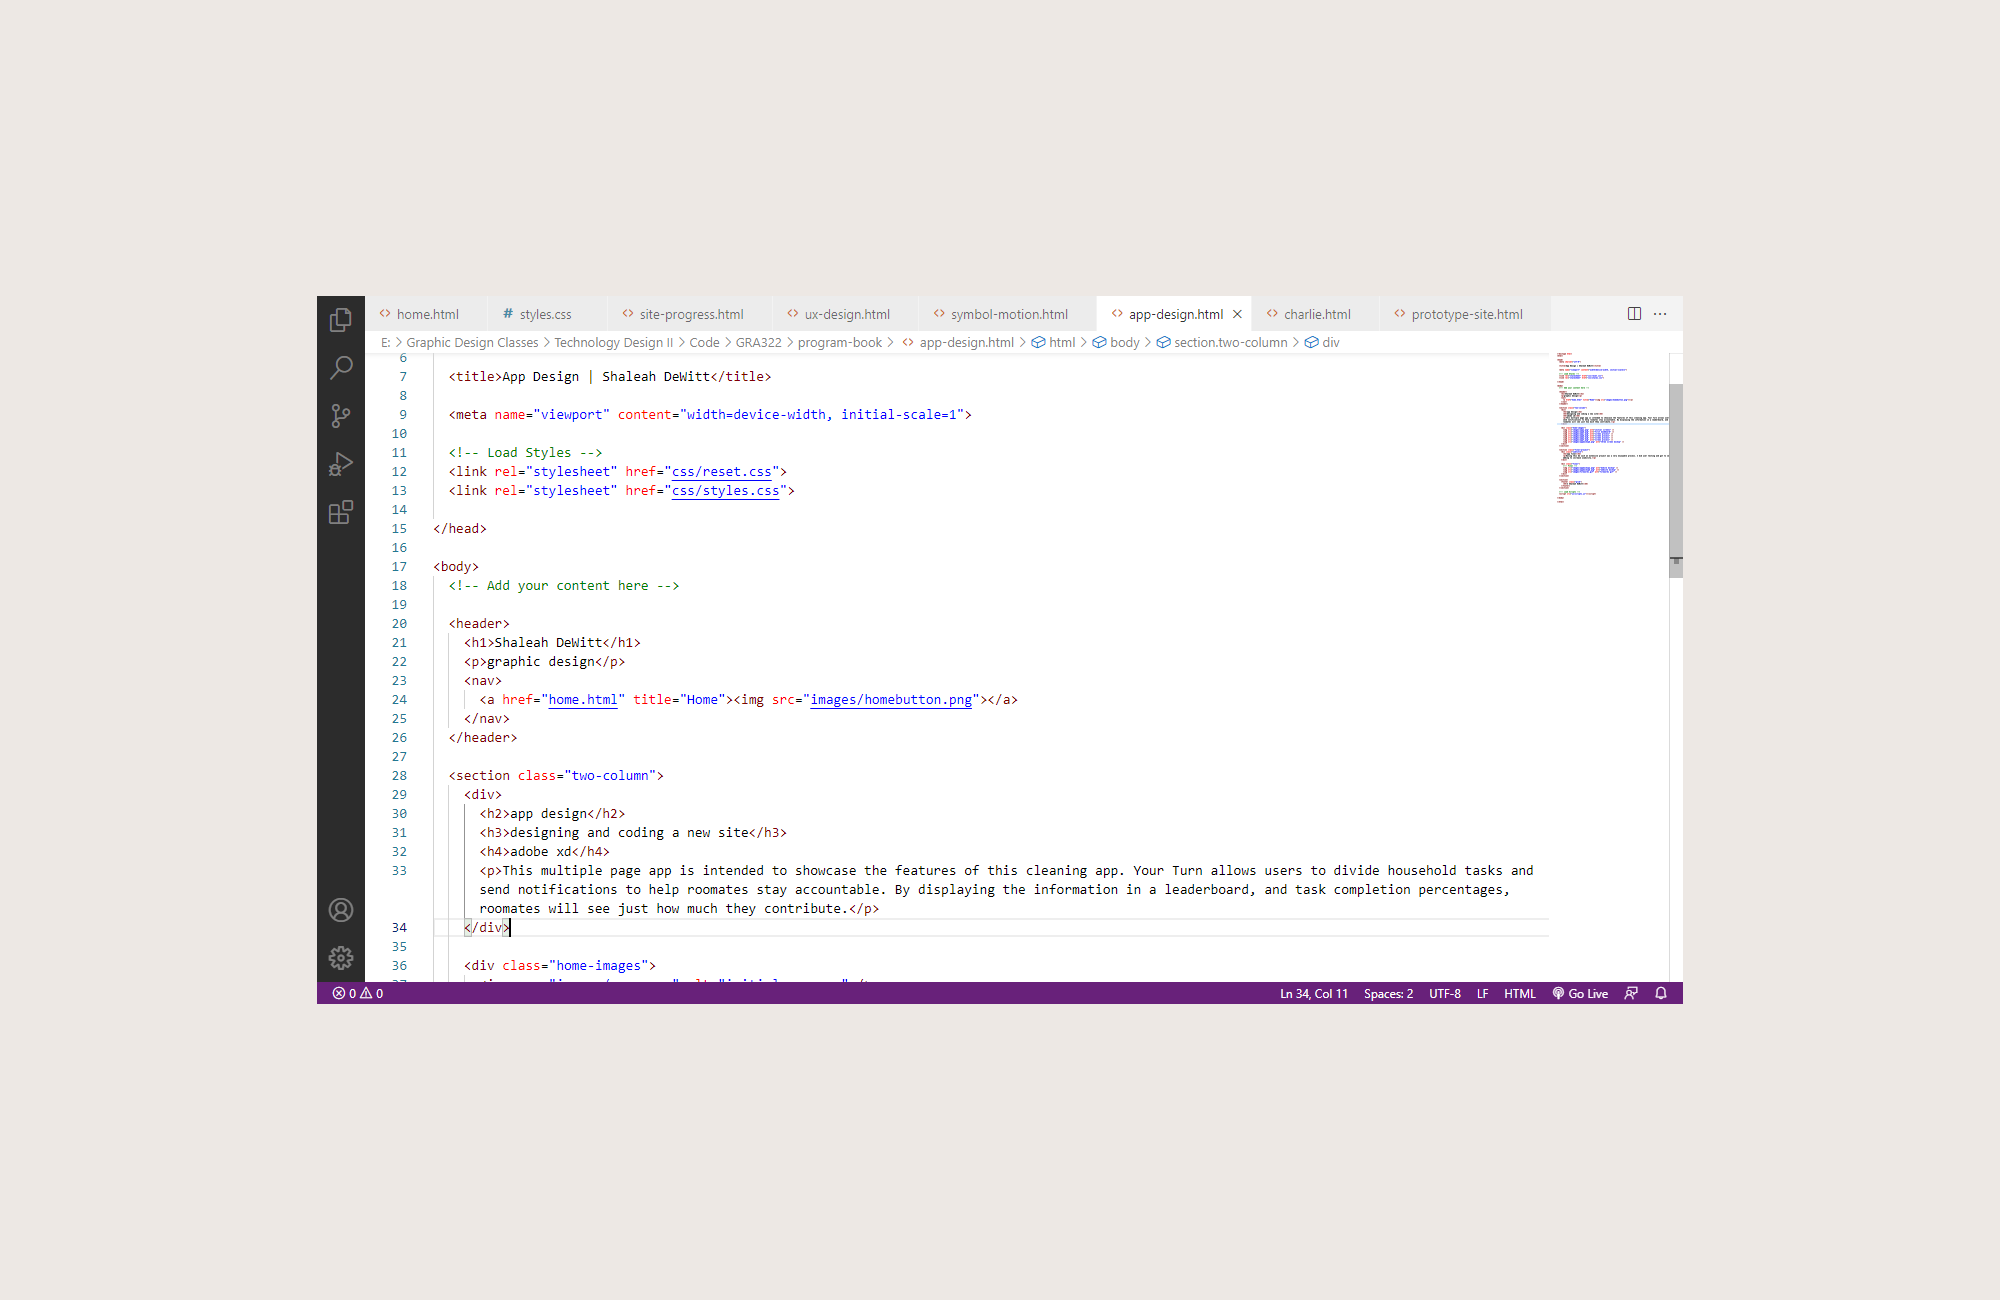 home.html # styles.css site-progress.html ux-design.html symbol-motion.html app-design.html charlie.html prototype-site.html
E: > Graphic Design Classes > Technology Design II > Code > GRA322 > program-book > app-design.html > html > body > section.two-column > div
6
7 <title>App Design | Shaleah DeWitt</title>
8
9 <meta name="viewport" content="width=device-width, initial-scale=1">
10
11 <!-- Load Styles -->
12 <link rel="stylesheet" href="css/reset.css">
13 <link rel="stylesheet" href="css/styles.css">
14
15 </head>
16
17 <body>
18 <!-- Add your content here -->
19
20 <header>
21 <h1>Shaleah DeWitt</h1>
22 <p>graphic design</p>
23 <nav>
24 <a href="home.html" title="Home"><img src="images/homebutton.png"></a>
25 </nav>
26 </header>
27
28 <section class="two-column">
29 <div>
30 <h2>app design</h2>
31 <h3>designing and coding a new site</h3>
32 <h4>adobe xd</h4>
33 <p>This multiple page app is intended to showcase the features of this cleaning app. Your Turn allows users to divide household tasks and
send notifications to help roomates stay accountable. By displaying the information in a leaderboard, and task completion percentages,
roomates will see just how much they contribute.</p>
34 </div>
35
36 <div class="home-images">
0 0 Ln 34, Col 11 Spaces: 2 UTF-8 LF HTML Go Live